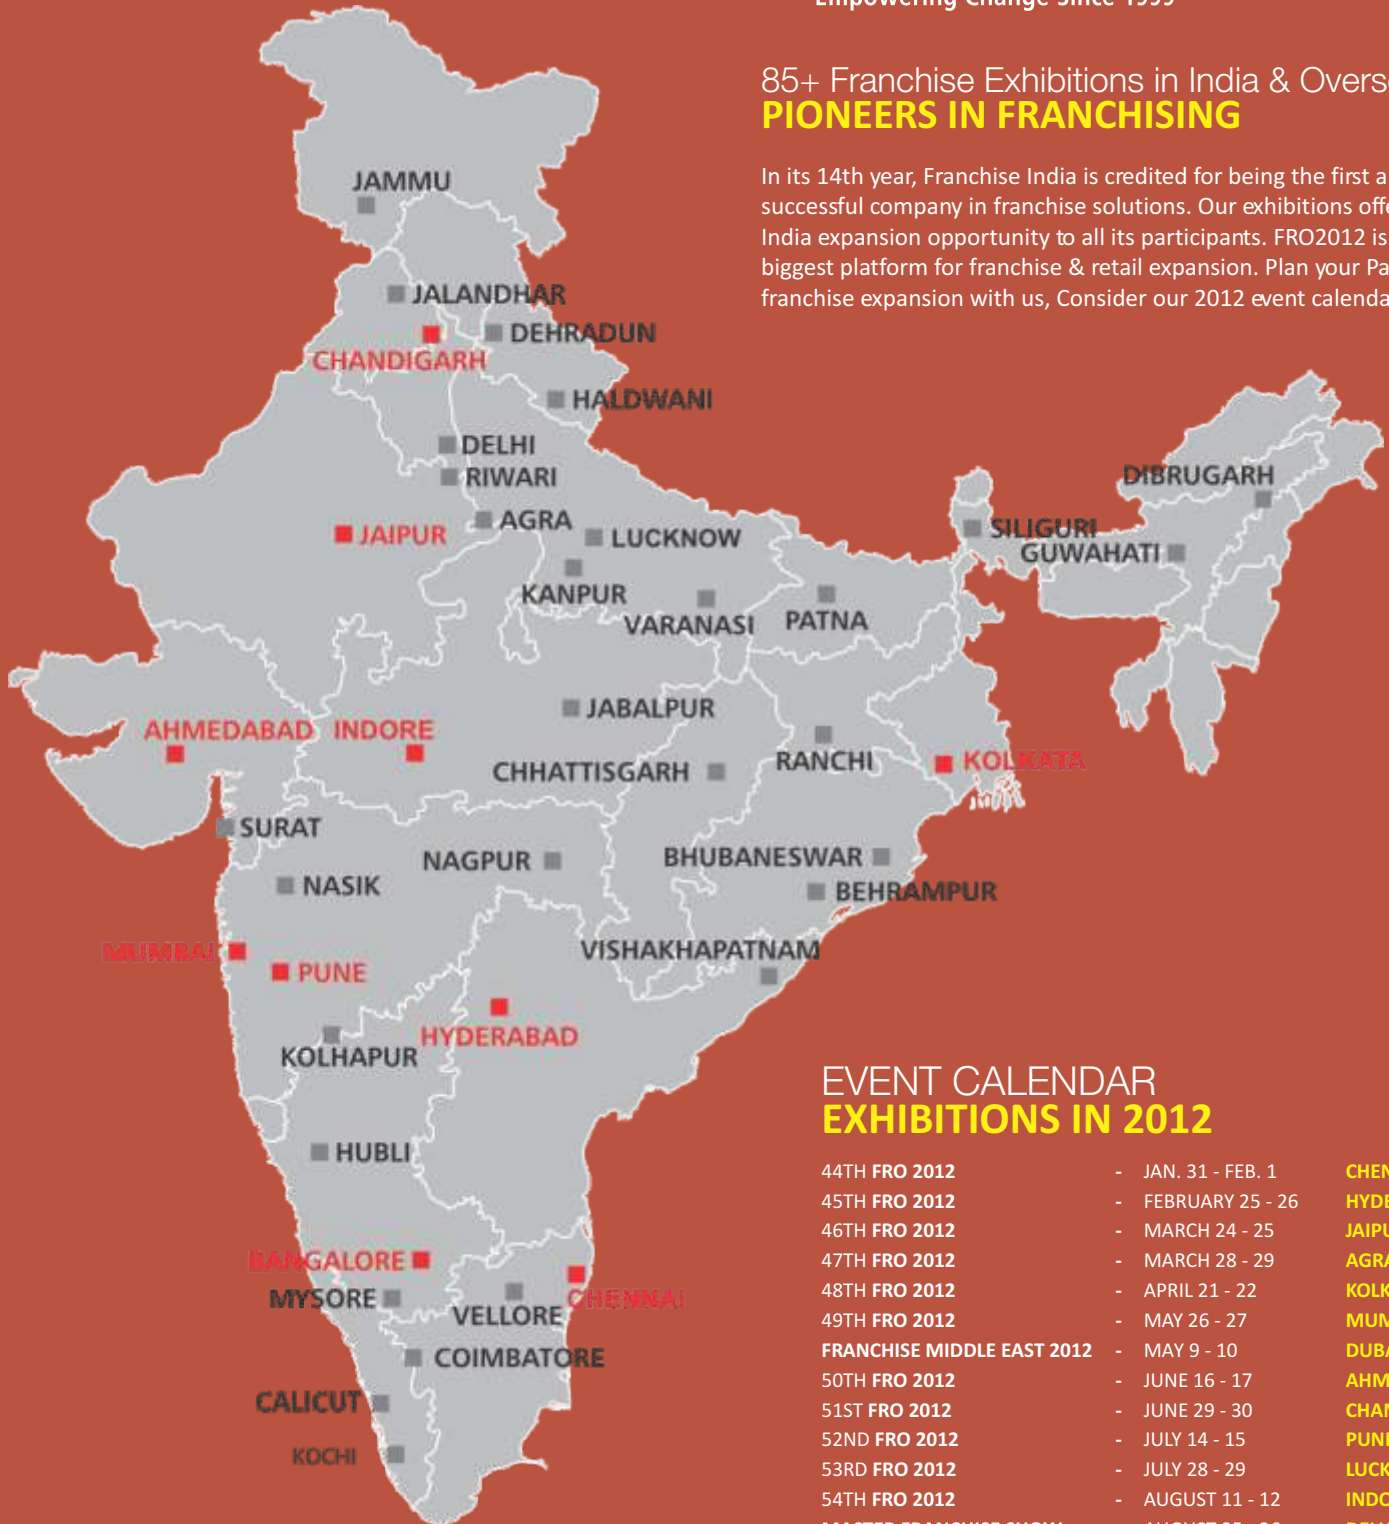 Empowering Change Since 1999
85+ Franchise Exhibitions in India &
PIONEERS IN FRANCHISING
In its 14th year, Franchise India is credited for being the first
successful company in franchise solutions. Our exhibitions
India expansion opportunity to all its participants. FRO2012 is
biggest platform for franchise & retail expansion. Plan your
franchise expansion with us, Consider our 2012 event
JAMMU
JALANDHAR
DEHRADUN
CHANDIGARH
HALDWANI
DELHI
RIWARI
DIBRUGARH
AGRA
JAIPUR
LUCKNOW
SILIGURI
GUWAHATI
KANPUR
VARANASI
PATNA
JABALPUR
AHMEDABAD
INDORE
RANCHI
KOLKATA
CHHATTISGARH
SURAT
NAGPUR
BHUBANESWAR
NASIK
BEHRAMPUR
MUMBAI
VISHAKHAPATNAM
PUNE
HYDERABAD
KOLHAPUR
HUBLI
BANGALORE
MYSORE
VELLORE
CHENNAI
COIMBATORE
CALICUT
KOCHI
EVENT CALENDAR
EXHIBITIONS IN 2012
44TH FRO 2012 - JAN. 31 - FEB. 1
45TH FRO 2012 - FEBRUARY 25 - 26
46TH FRO 2012 - MARCH 24 - 25
47TH FRO 2012 - MARCH 28 - 29
48TH FRO 2012 - APRIL 21 - 22
49TH FRO 2012 - MAY 26 - 27
FRANCHISE MIDDLE EAST 2012 - MAY 9 - 10
50TH FRO 2012 - JUNE 16 - 17
51ST FRO 2012 - JUNE 29 - 30
52ND FRO 2012 - JULY 14 - 15
53RD FRO 2012 - JULY 28 - 29
54TH FRO 2012 - AUGUST 11 - 12